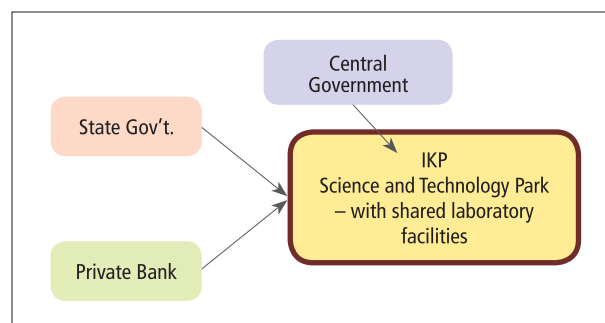 Central
Government
State Gov't.
IKP
Science and Technology Park
– with shared laboratory
facilities
Private Bank